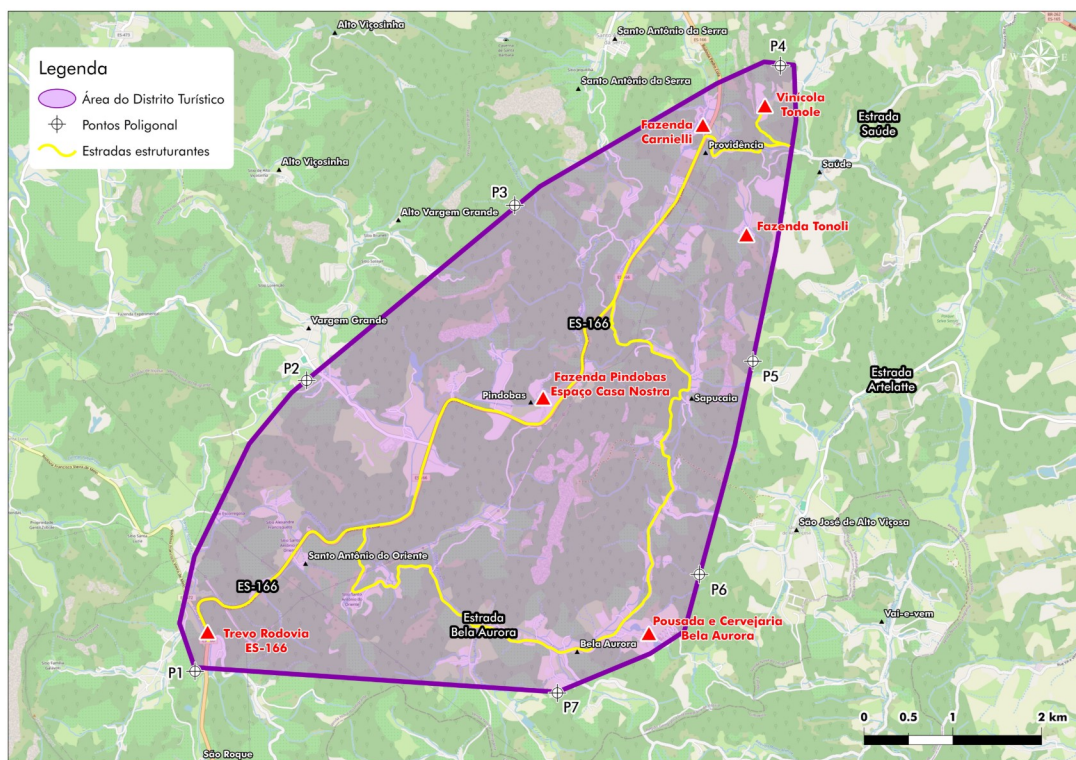 Legenda
Área do Distrito Turístico
Pontos Poligonal
Estradas estruturantes
Alto Viçosinha
Santo Antônio da Serra
Santo Antônio da Serra
P4
Vinícola
Tonole
Estrada
Saúde
Fazenda
Carnielli
Providência
Saúde
Alto Viçosinha
P3
Alto Vargem Grande
Fazenda Tonoli
Vargem Grande
ES-166
P2
P5
Estrada
Artelatte
Fazenda Pindobas
Espaço Casa Nostra
Pindobas
Sapucaia
São José de Alto Viçosa
Santo Antônio do Oriente
ES-166
P6
Estrada
Bela Aurora
Pousada e Cervejaria
Bela Aurora
Vai-e-vem
Trevo Rodovia
ES-166
Bela Aurora
P1
P7
São Roque
0 0.5 1 2 km